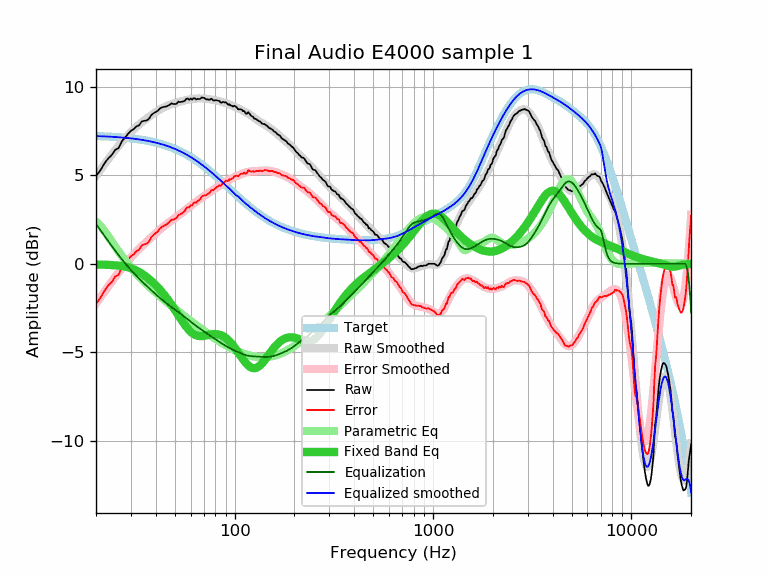 Final Audio E4000 sample 1
Amplitude (dBr)
10
5
0
−5
−10
Target
Raw Smoothed
Error Smoothed
Raw
Error
Parametric Eq
Fixed Band Eq
Equalization
Equalized smoothed
100
1000
10000
Frequency (Hz)